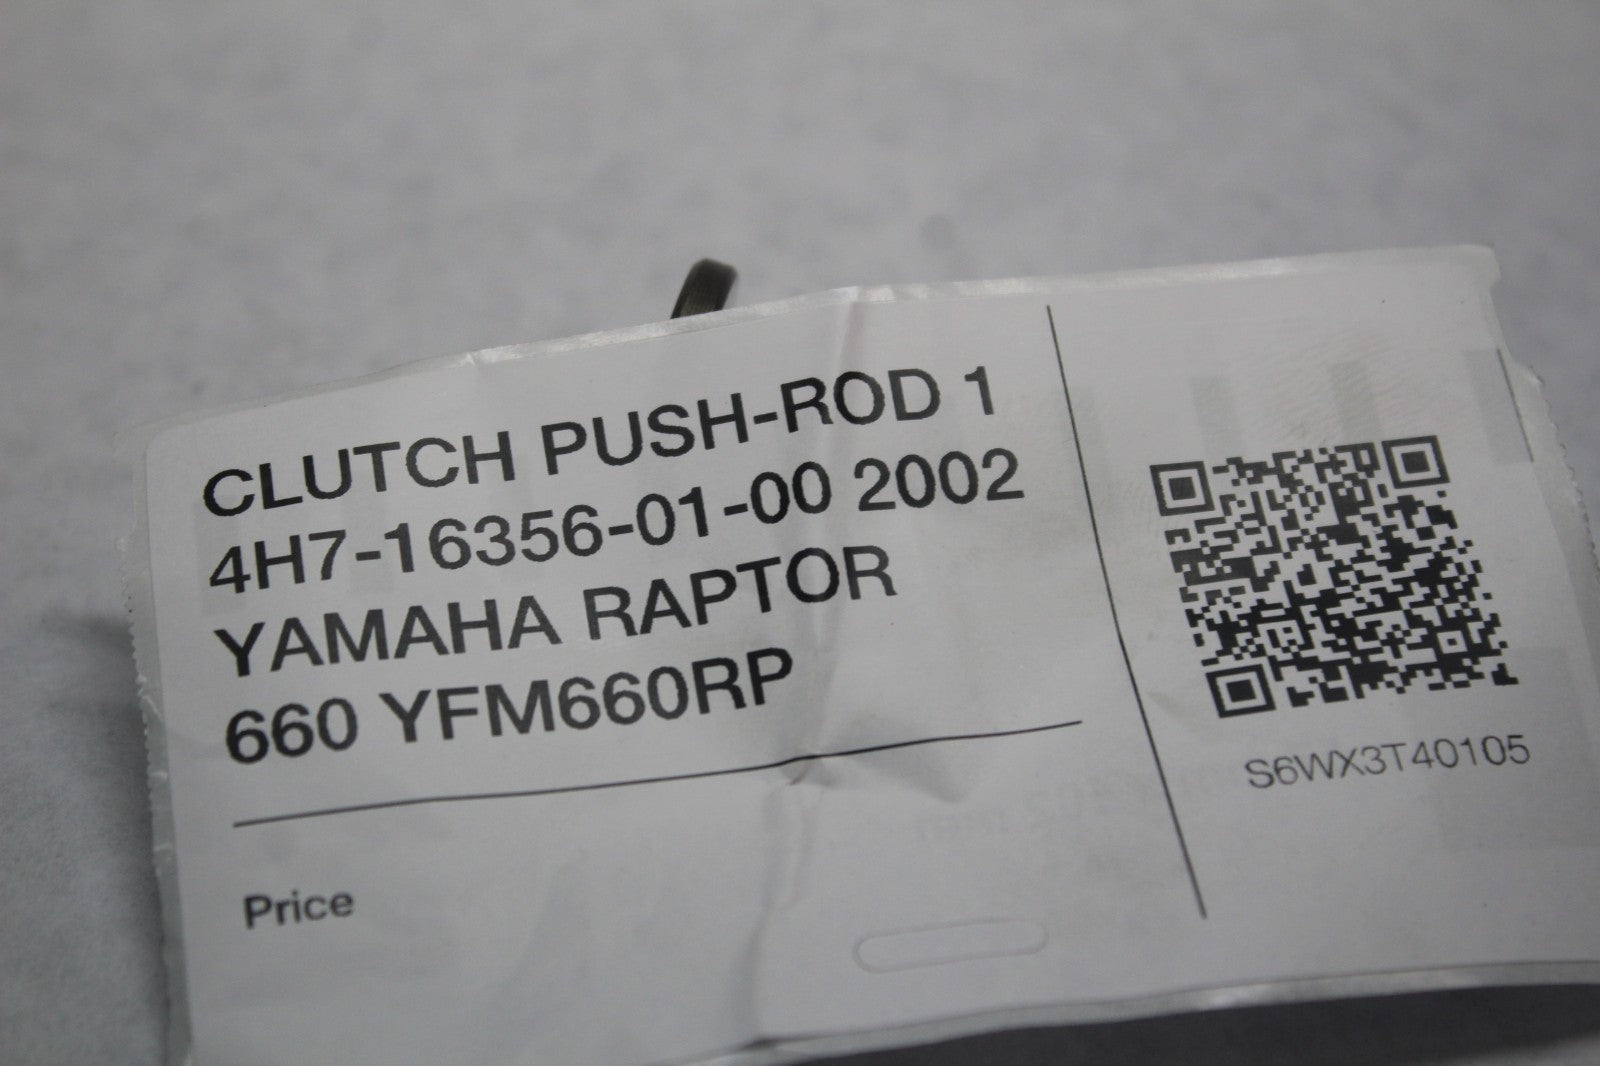 CLUTCH PUSH-ROD 1
4H7-16356-01-00 2002
YAMAHA RAPTOR
660 YFM660RP
Price
S6WX3T40105